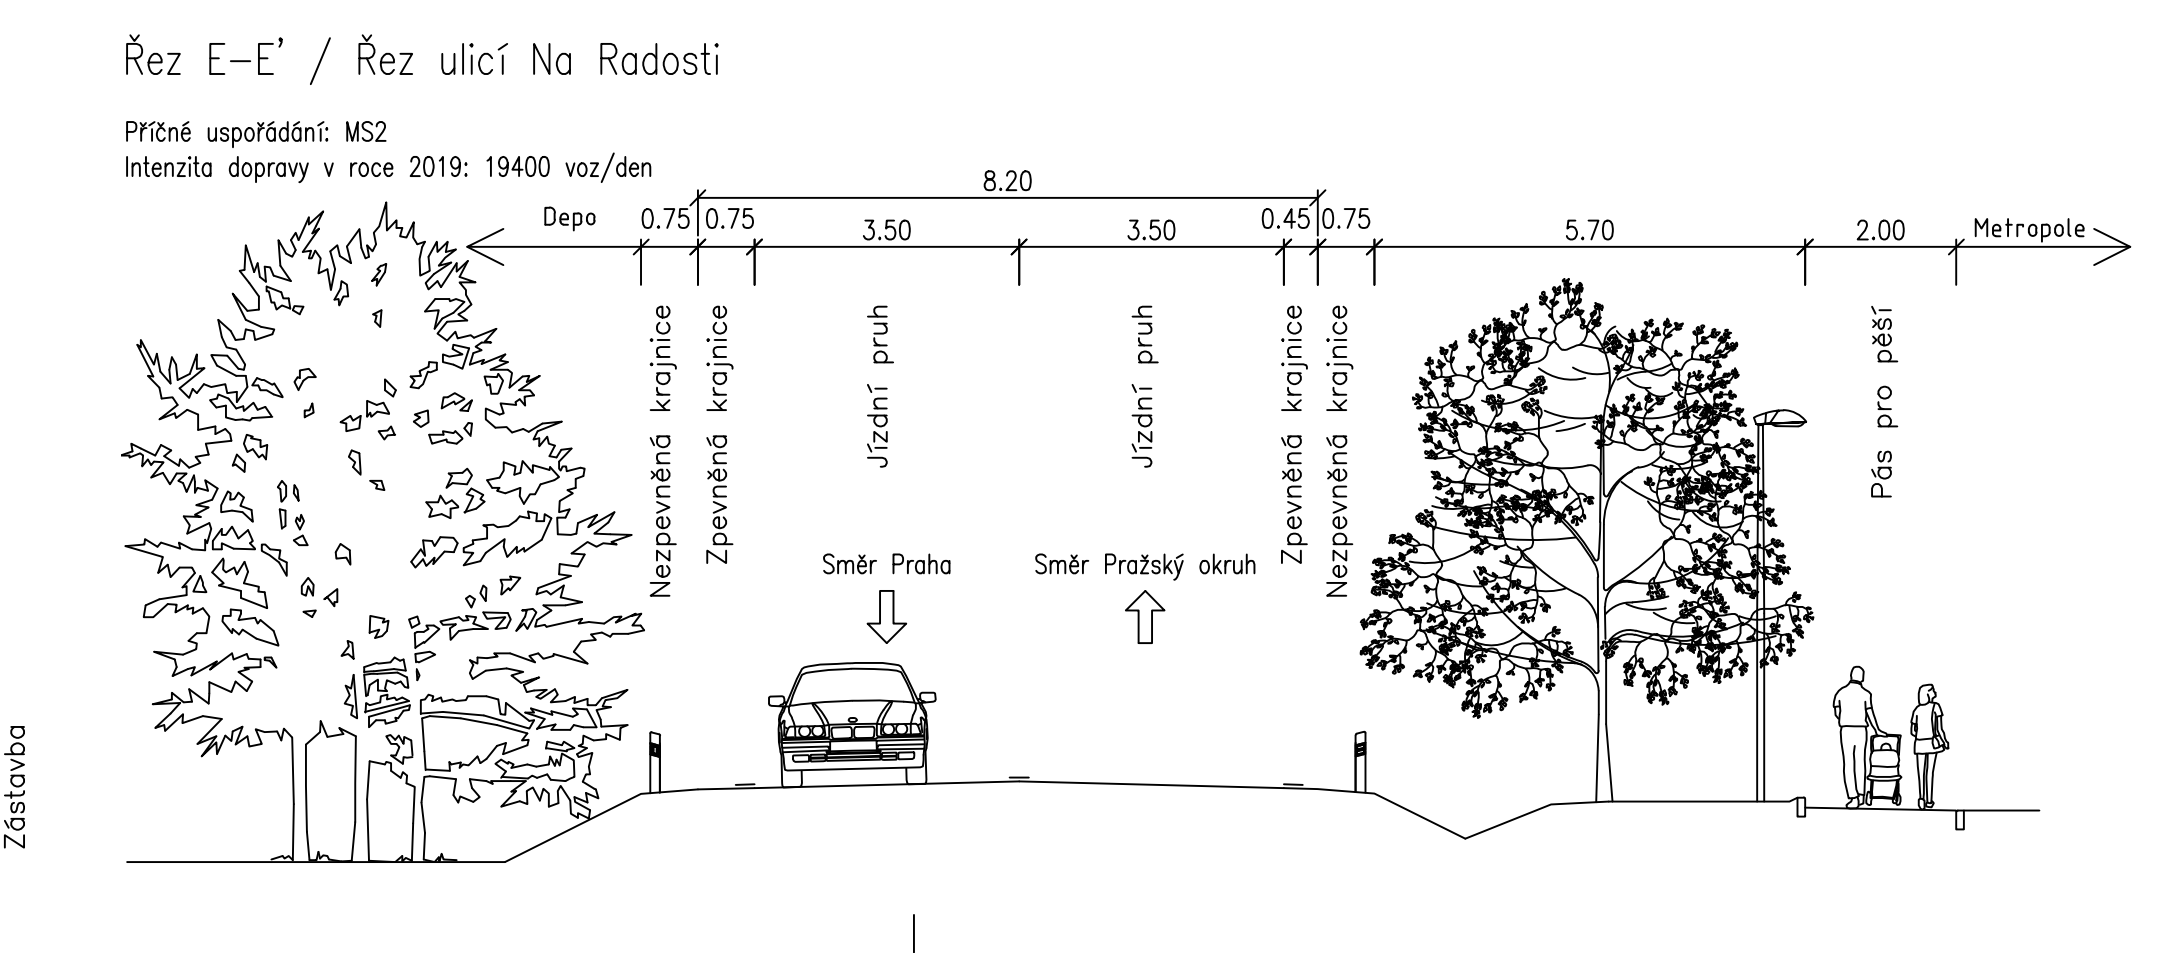 Řez E-E' / Řez ulicí Na Radosti
Příčné uspořádání: MS2
Intenzita dopravy v roce 2019: 19400 voz/den
8.20
Depo
0.75
0.75
3.50
3.50
0.45
0.75
5.70
2.00
Metropole
Nezpevněná krajnice
Zpevněná krajnice
Jízdní pruh
Jízdní pruh
Zpevněná krajnice
Nezpevněná krajnice
Pás pro pěší
Směr Praha
Směr Pražský okruh
Zástavba